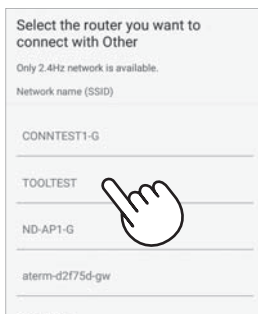 Select the router you want to
connect with Other
Only 2.4Hz network is available.
Network name (SSID)
CONNTEST1-G
TOOLTEST
ND-AP1-G
aterm-d2f75d-gw